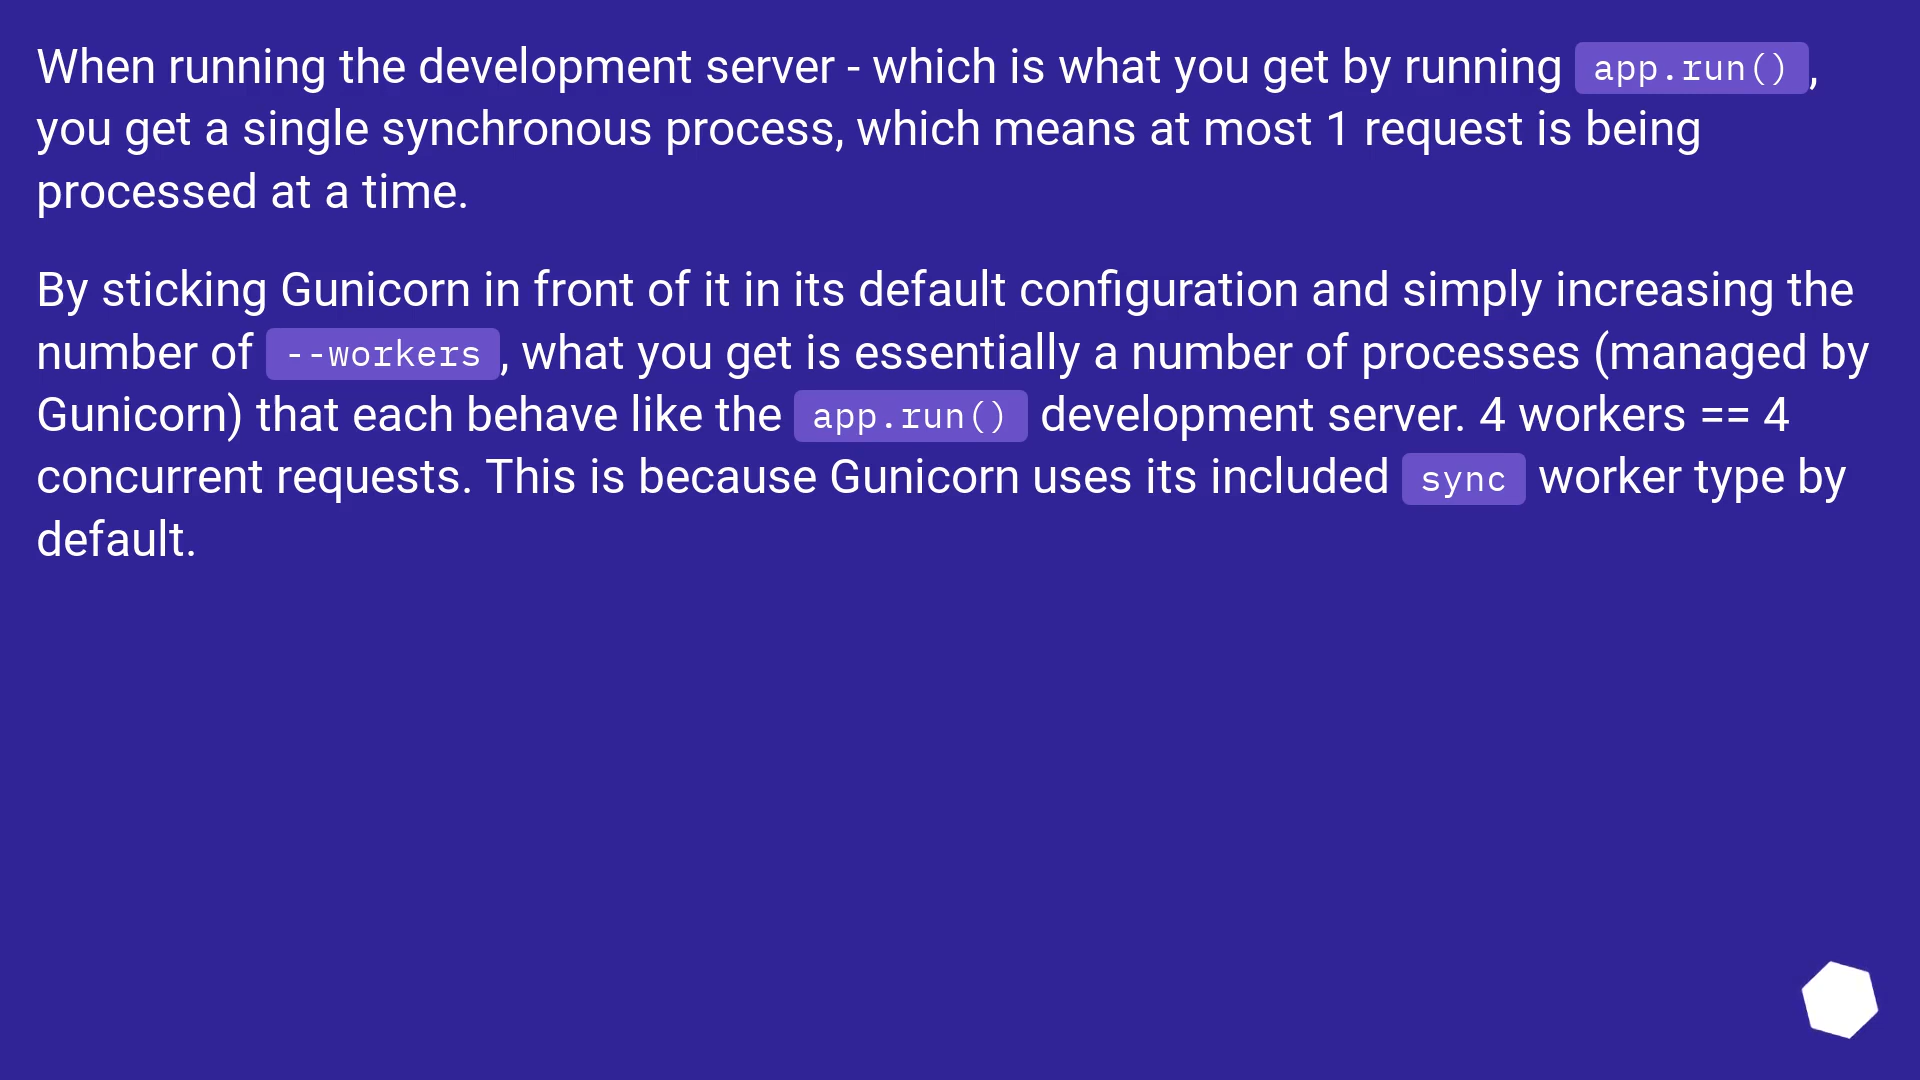 When running the development server - which is what you get by running app.run(),
you get a single synchronous process, which means at most 1 request is being
processed at a time.
By sticking Gunicorn in front of it in its default configuration and simply increasing the
number of --workers, what you get is essentially a number of processes (managed by
Gunicorn) that each behave like the app.run() development server. 4 workers == 4
concurrent requests. This is because Gunicorn uses its included sync worker type by
default.